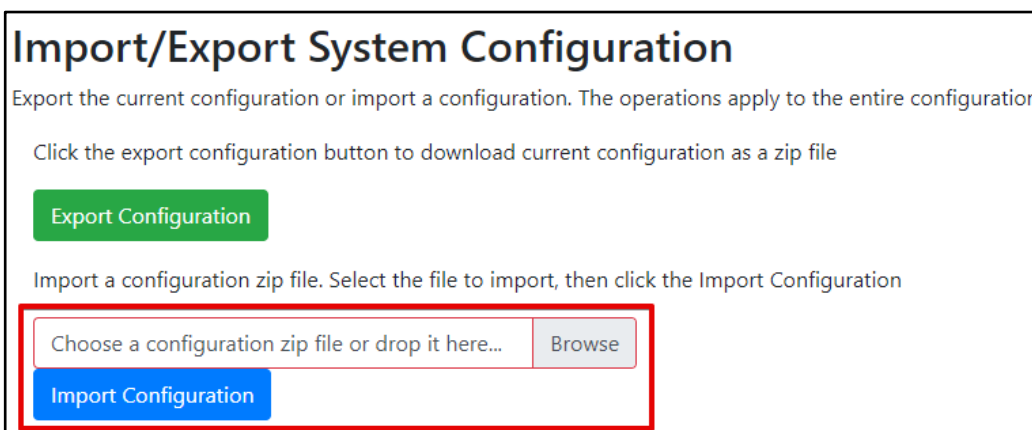 Import/Export System Configuration
Export the current configuration or import a configuration. The operations apply to the entire configuration
Click the export configuration button to download current configuration as a zip file
Export Configuration
Import a configuration zip file. Select the file to import, then click the Import Configuration
Choose a configuration zip file or drop it here... Browse
Import Configuration